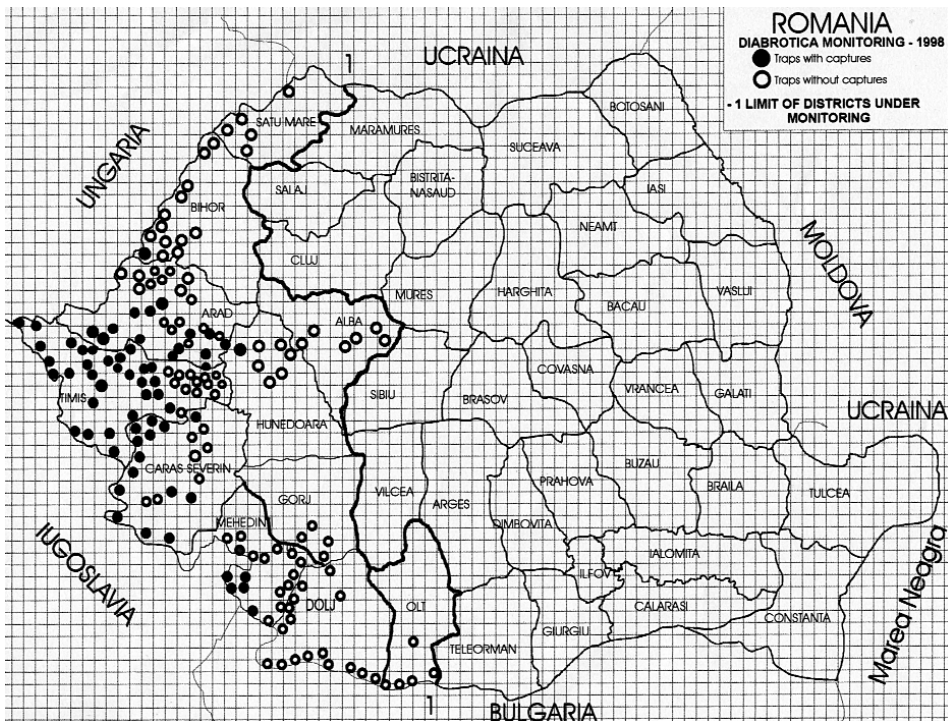 ROMANIA
DIABROTICA MONITORING - 1998
Traps with captures
Traps without captures
- 1 LIMIT OF DISTRICTS UNDER
MONITORING
UCRAINA
1
UNGARIA
SATU MARE
MARAMURES
BOTOSANI
SUCEAVA
BISTRITA-
NASAUD
SALAJ
IASI
BIHOR
NEAMT
MOLDOVA
CLUJ
MURES
HARGHITA
BACAU
VASLUI
ARAD
ALBA
COVASNA
TIMIS
SIBIU
BRASOV
VRANCEA
GALATI
UCRAINA
HUNEDOARA
CARAS SEVERIN
BUZAU
GORJ
VILCEA
ARGES
PRAHOVA
BRAILA
TULCEA
MEHEDINTI
DIMBOVITA
IUGOSLAVIA
IALOMITA
ILFOV
DOLJ
OLT
CALARASI
CONSTANTA
Marea Neagra
TELEORMAN
GIURGIU
1
BULGARIA